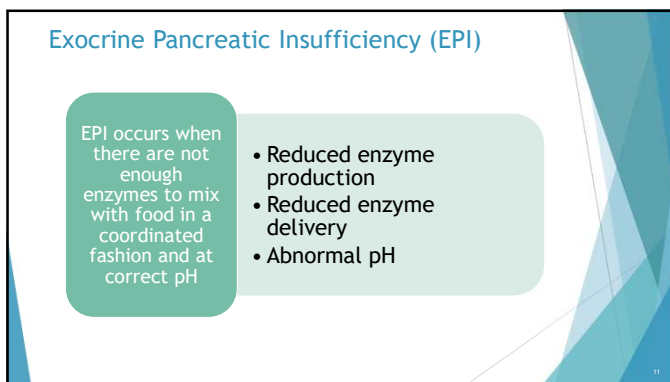 Exocrine Pancreatic Insufficiency (EPI)
EPI occurs when
there are not
enough
enzymes to mix
with food in a
coordinated
fashion and at
correct pH
• Reduced enzyme
production
• Reduced enzyme
delivery
• Abnormal pH
11